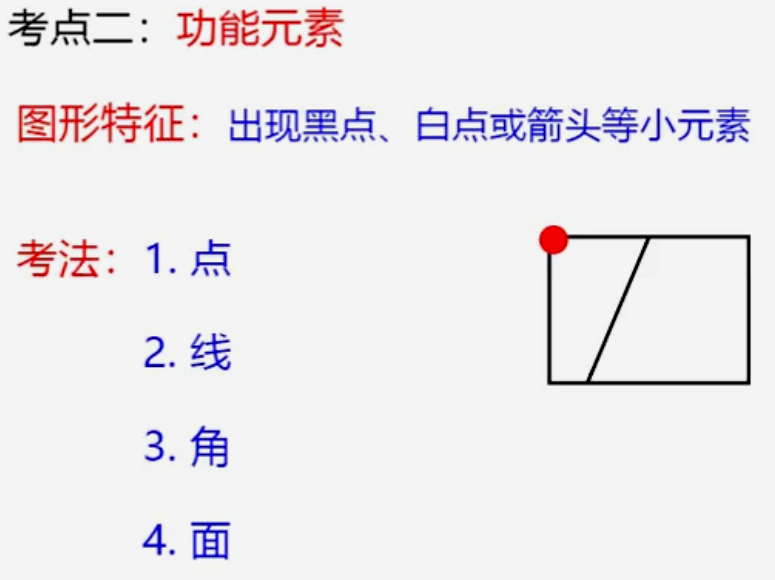 考点二：功能元素
图形特征：出现黑点、白点或箭头等小元素
考法：1. 点
2. 线
3. 角
4. 面